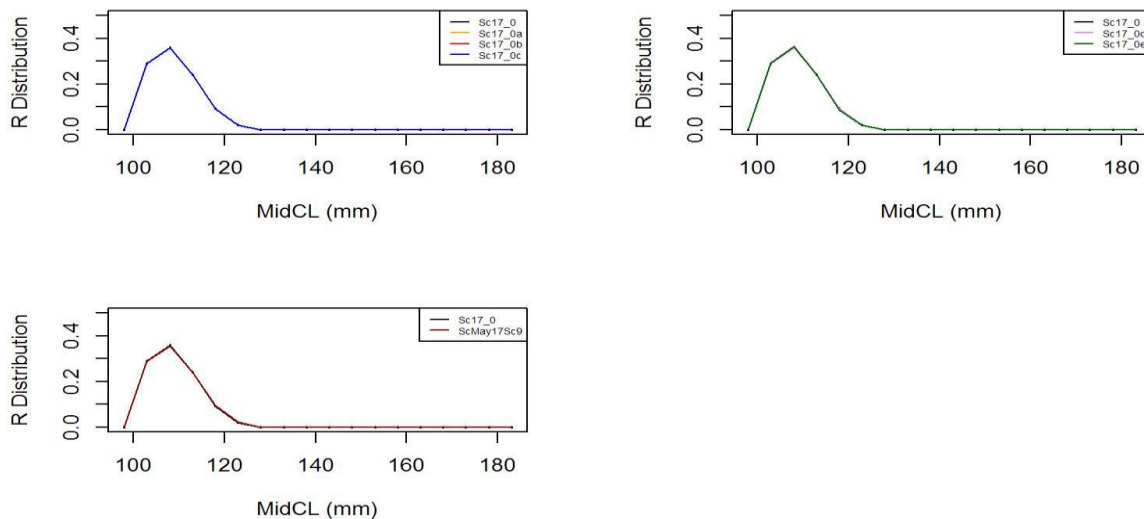 R Distribution
0.0
0.2
0.4
Sc17_0
Sc17_0a
Sc17_0b
Sc17_0c
100 120 140 160 180
MidCL (mm)
R Distribution
0.0
0.2
0.4
Sc17_0
Sc17_0d
Sc17_0e
100 120 140 160 180
MidCL (mm)
R Distribution
0.0
0.2
0.4
Sc17_0
ScMay17Sc9
100 120 140 160 180
MidCL (mm)